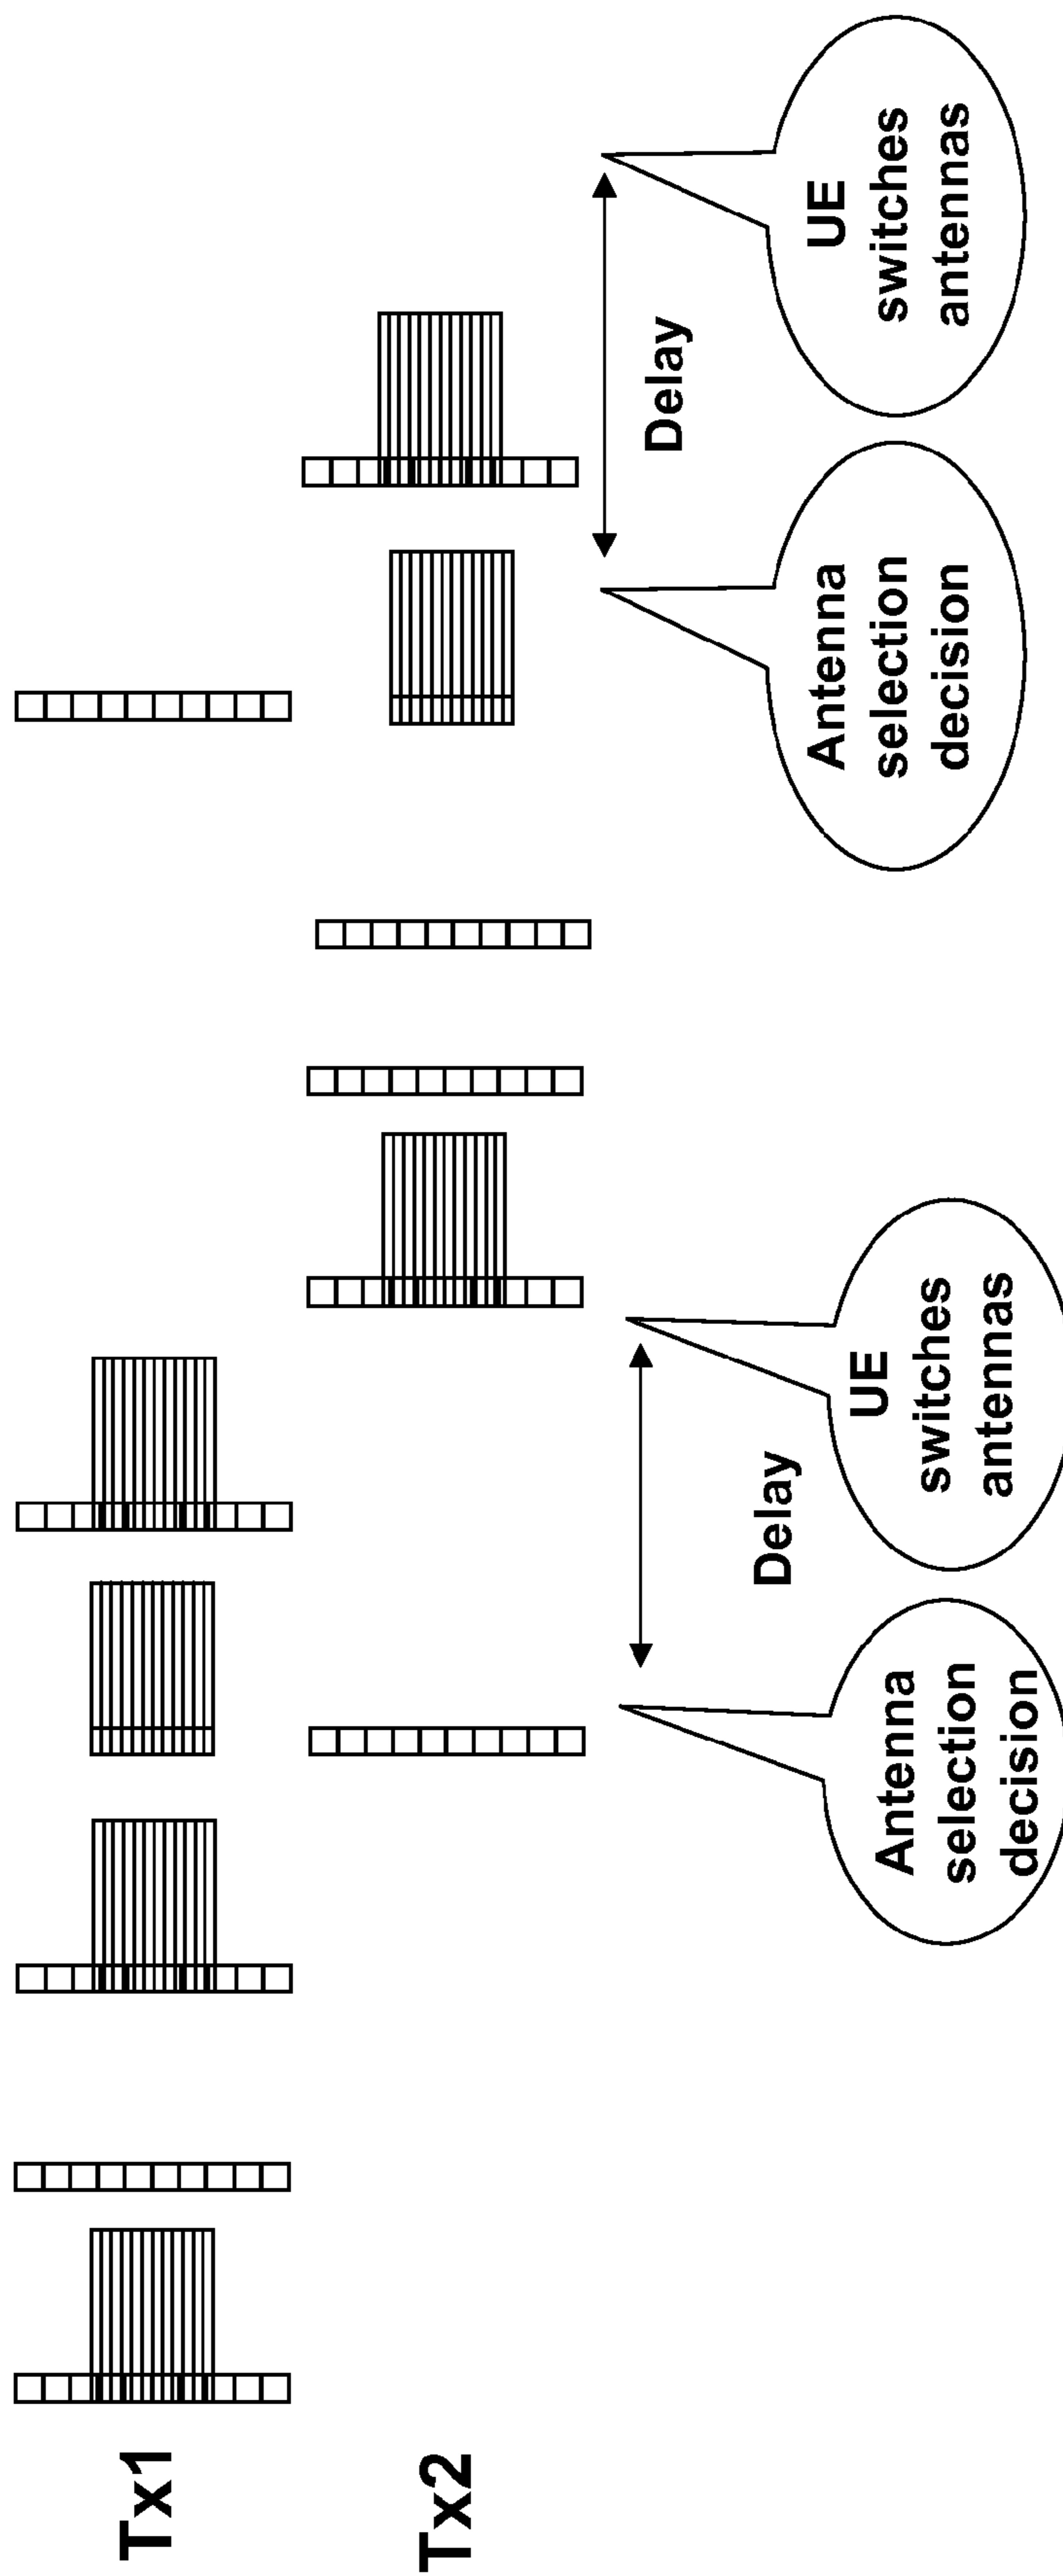 Tx1
Tx2
Antenna
selection
decision
Delay
UE
switches
antennas
Antenna
selection
decision
Delay
UE
switches
antennas